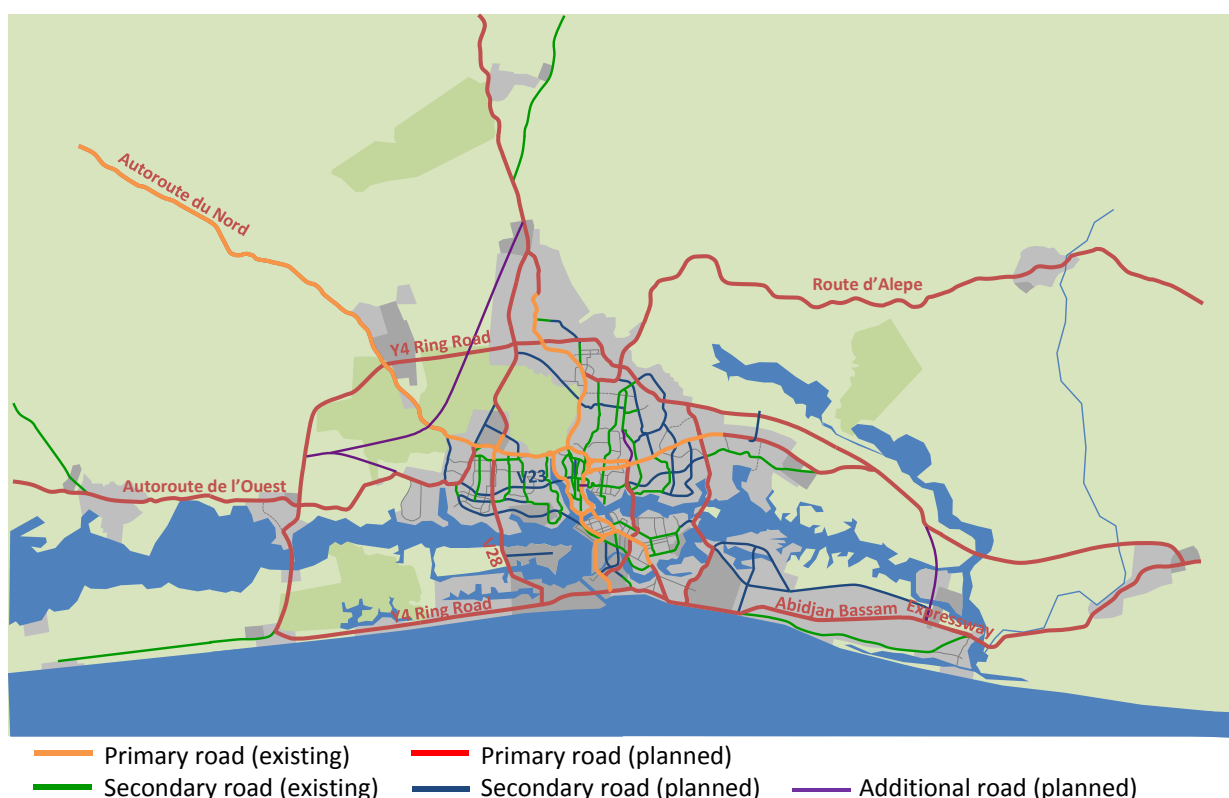 Autoroute du Nord
Route d'Alepe
Y4 Ring Road
Autoroute de l'Ouest
V23
V28
Y4 Ring Road
Abidjan Bassam Expressway
Primary road (existing)
Primary road (planned)
Secondary road (existing)
Secondary road (planned)
Additional road (planned)